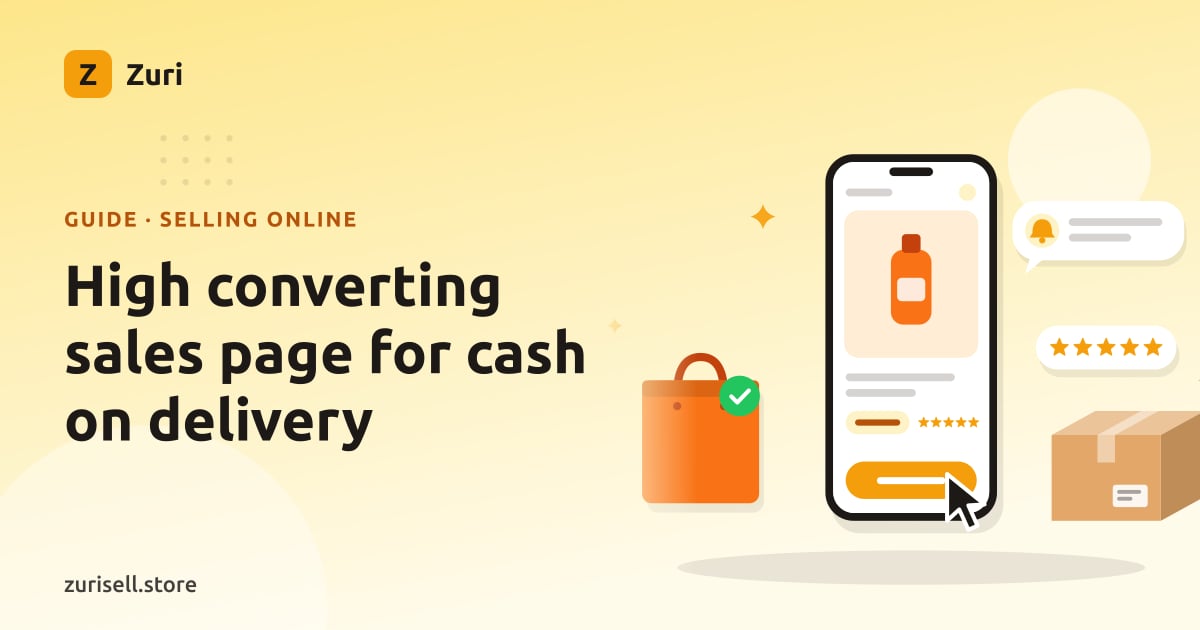 Z Zuri
GUIDE · SELLING ONLINE
High converting
sales page for cash
on delivery
zurisell.store